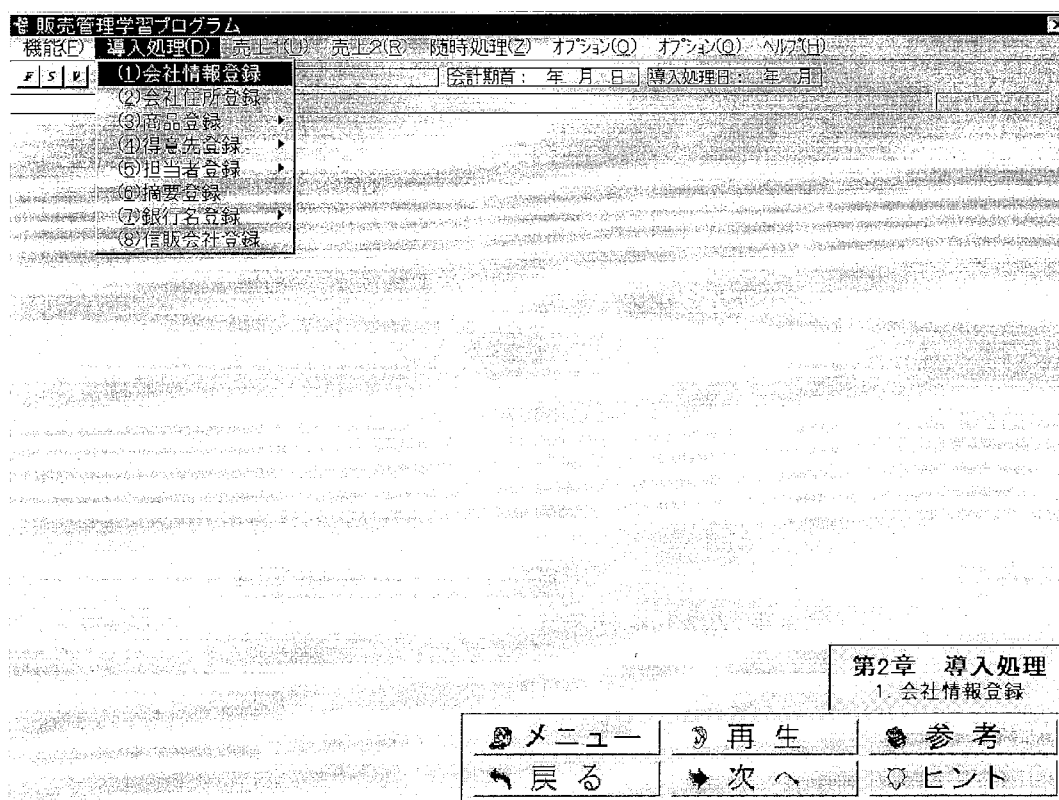 販売管理学習プログラム
機能(F) 導入処理(D) 売上1(U) 売上2(R) 随時処理(Z) オプション(O) オプション(O) ヘルプ(H)
F S 会計期首: 年 月 日 導入処理日: 年 月
(1)会社情報登録
(2)会社住所登録
(3)商品登録
(4)得意先登録
(5)担当者登録
(6)摘要登録
(7)銀行名登録
(8)信販会社登録
第2章 導入処理
1. 会社情報登録
メニュー 再生 参考
戻る 次へ ヒント